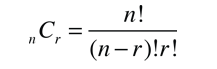 ₙCᵣ = n! / (n − r)! r!